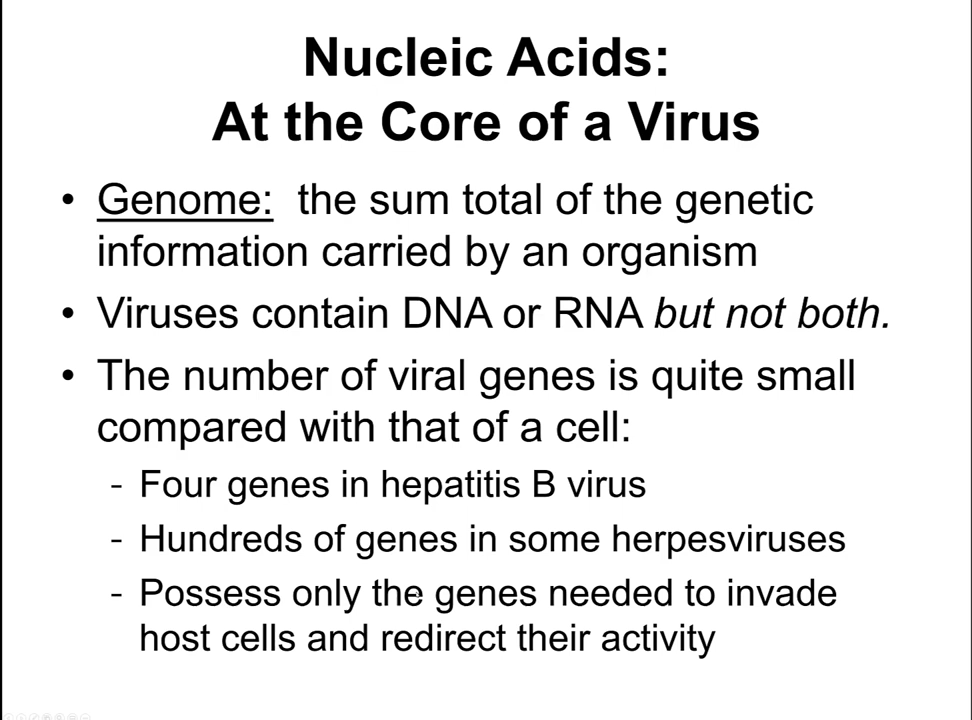 Nucleic Acids:
At the Core of a Virus
• Genome: the sum total of the genetic
information carried by an organism
• Viruses contain DNA or RNA but not both.
• The number of viral genes is quite small
compared with that of a cell:
- Four genes in hepatitis B virus
- Hundreds of genes in some herpesviruses
- Possess only the genes needed to invade
host cells and redirect their activity